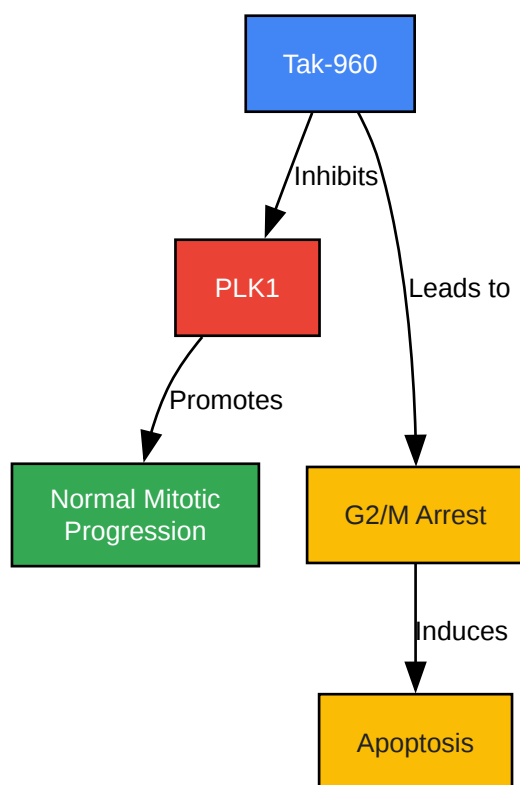 Tak-960
Inhibits
PLK1
Leads to
Promotes
Normal Mitotic
Progression
G2/M Arrest
Induces
Apoptosis